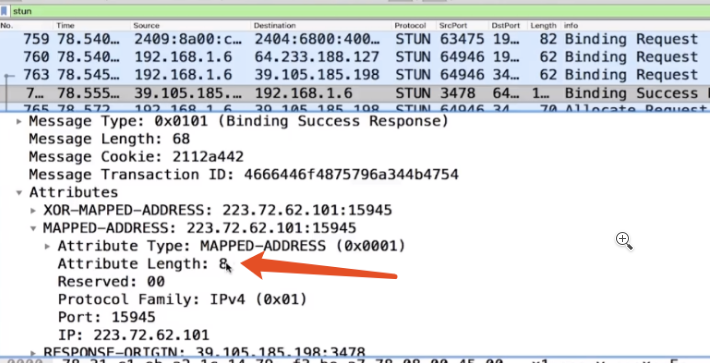 stun
No. Time Source Destination Protocol SrcPort DstPort Length info
759 78.540… 2409:8a00:c… 2404:6800:400… STUN 63475 19… 82 Binding Request
760 78.540… 192.168.1.6 64.233.188.127 STUN 64946 19… 62 Binding Request
763 78.545… 192.168.1.6 39.105.185.198 STUN 64946 34… 62 Binding Request
7… 78.555… 39.105.185.… 192.168.1.6 STUN 3478 64… 1… Binding Success
765 78.572 192.168.1.6 39.105.185.198 STUN 64946 34 70 Allocate Request
Message Type: 0x0101 (Binding Success Response)
Message Length: 68
Message Cookie: 2112a442
Message Transaction ID: 4666446f4875796a344b4754
Attributes
XOR-MAPPED-ADDRESS: 223.72.62.101:15945
MAPPED-ADDRESS: 223.72.62.101:15945
Attribute Type: MAPPED-ADDRESS (0x0001)
Attribute Length: 8
Reserved: 00
Protocol Family: IPv4 (0x01)
Port: 15945
IP: 223.72.62.101
RESPONSE-ORIGIN: 39.105.185.198:3478